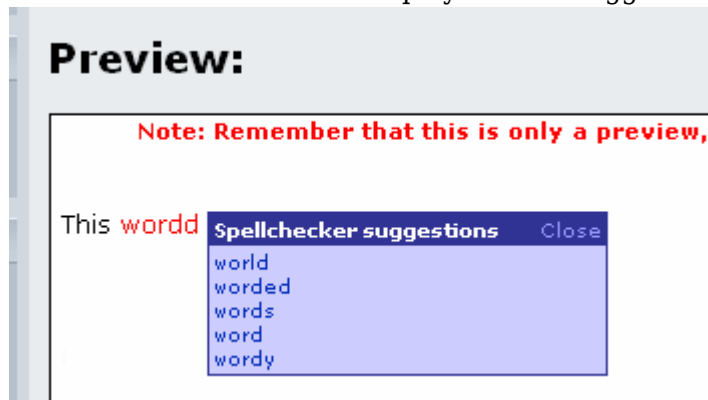 Preview:
Note: Remember that this is only a preview,
This wordd
Spellchecker suggestions Close
world
worded
words
word
wordy